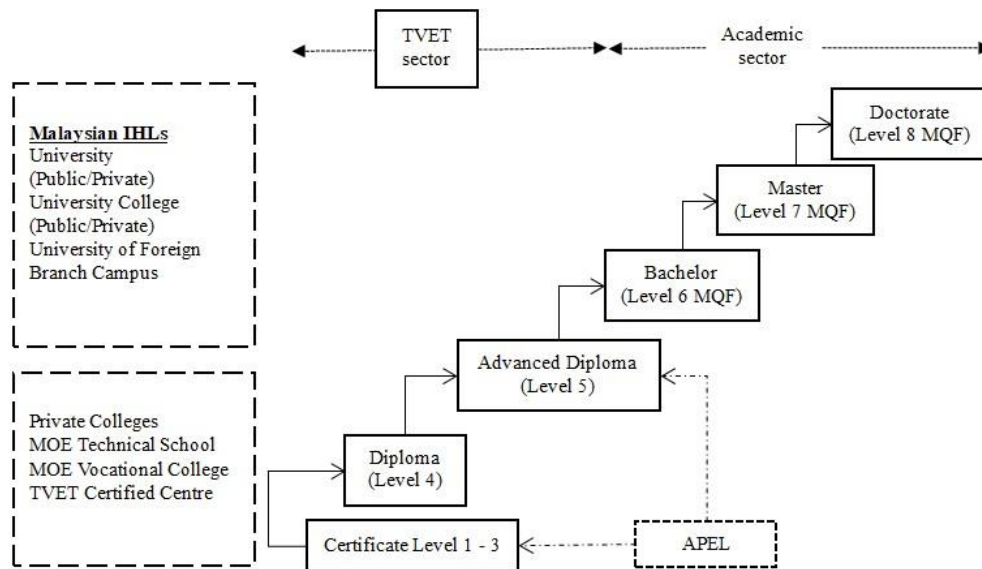 TVET
sector
Academic
sector
Malaysian IHLs
University
(Public/Private)
University College
(Public/Private)
University of Foreign
Branch Campus
Doctorate
(Level 8 MQF)
Master
(Level 7 MQF)
Bachelor
(Level 6 MQF)
Advanced Diploma
(Level 5)
Private Colleges
MOE Technical School
MOE Vocational College
TVET Certified Centre
Diploma
(Level 4)
Certificate Level 1 - 3
APEL